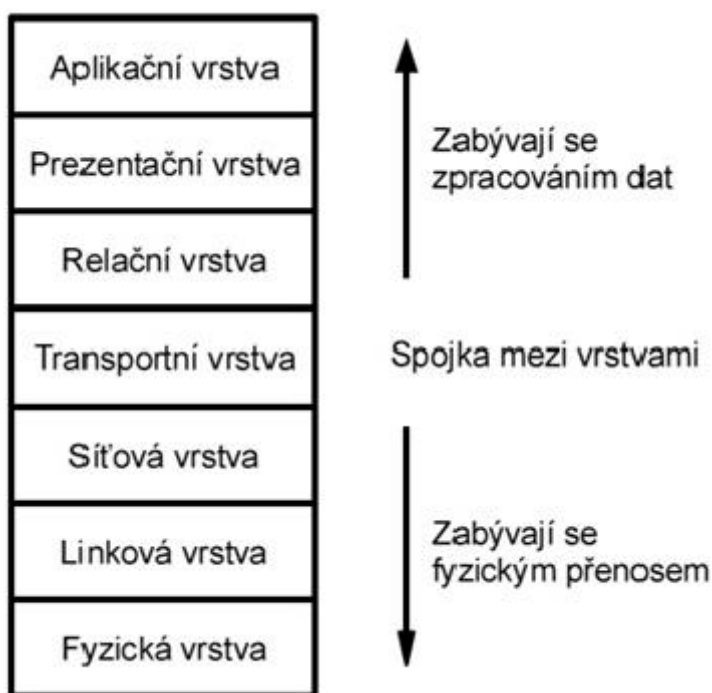 Aplikační vrstva
Prezentační vrstva
Relační vrstva
Transportní vrstva
Síťová vrstva
Linková vrstva
Fyzická vrstva
Zabývají se
zpracováním dat
Spojka mezi vrstvami
Zabývají se
fyzickým přenosem